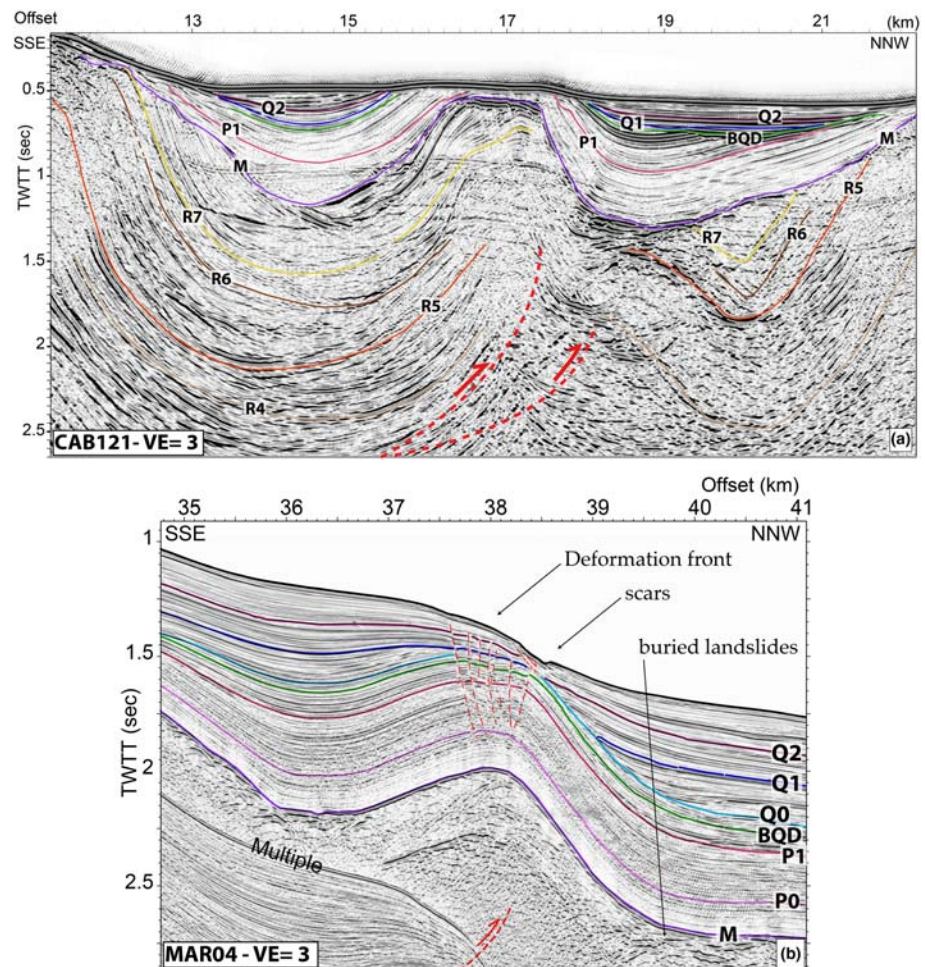 Offset 13 15 17 19 21 (km)
SSE NNW
0.5
Q2
Q1 Q2
P1 BQD
P1 M
TWTT (sec)
1
M
R5
R7
R7 R6
1.5
R6
R5
2
R4
2.5
CAB121-VE= 3 (a)
Offset (km)
35 36 37 38 39 40 41
1 SSE NNW
Deformation front
scars
1.5
buried landslides
TWTT (sec)
Q2
2
Q1
Q0
BQD
P1
Multiple
2.5
P0
M
MAR04 - VE= 3 (b)